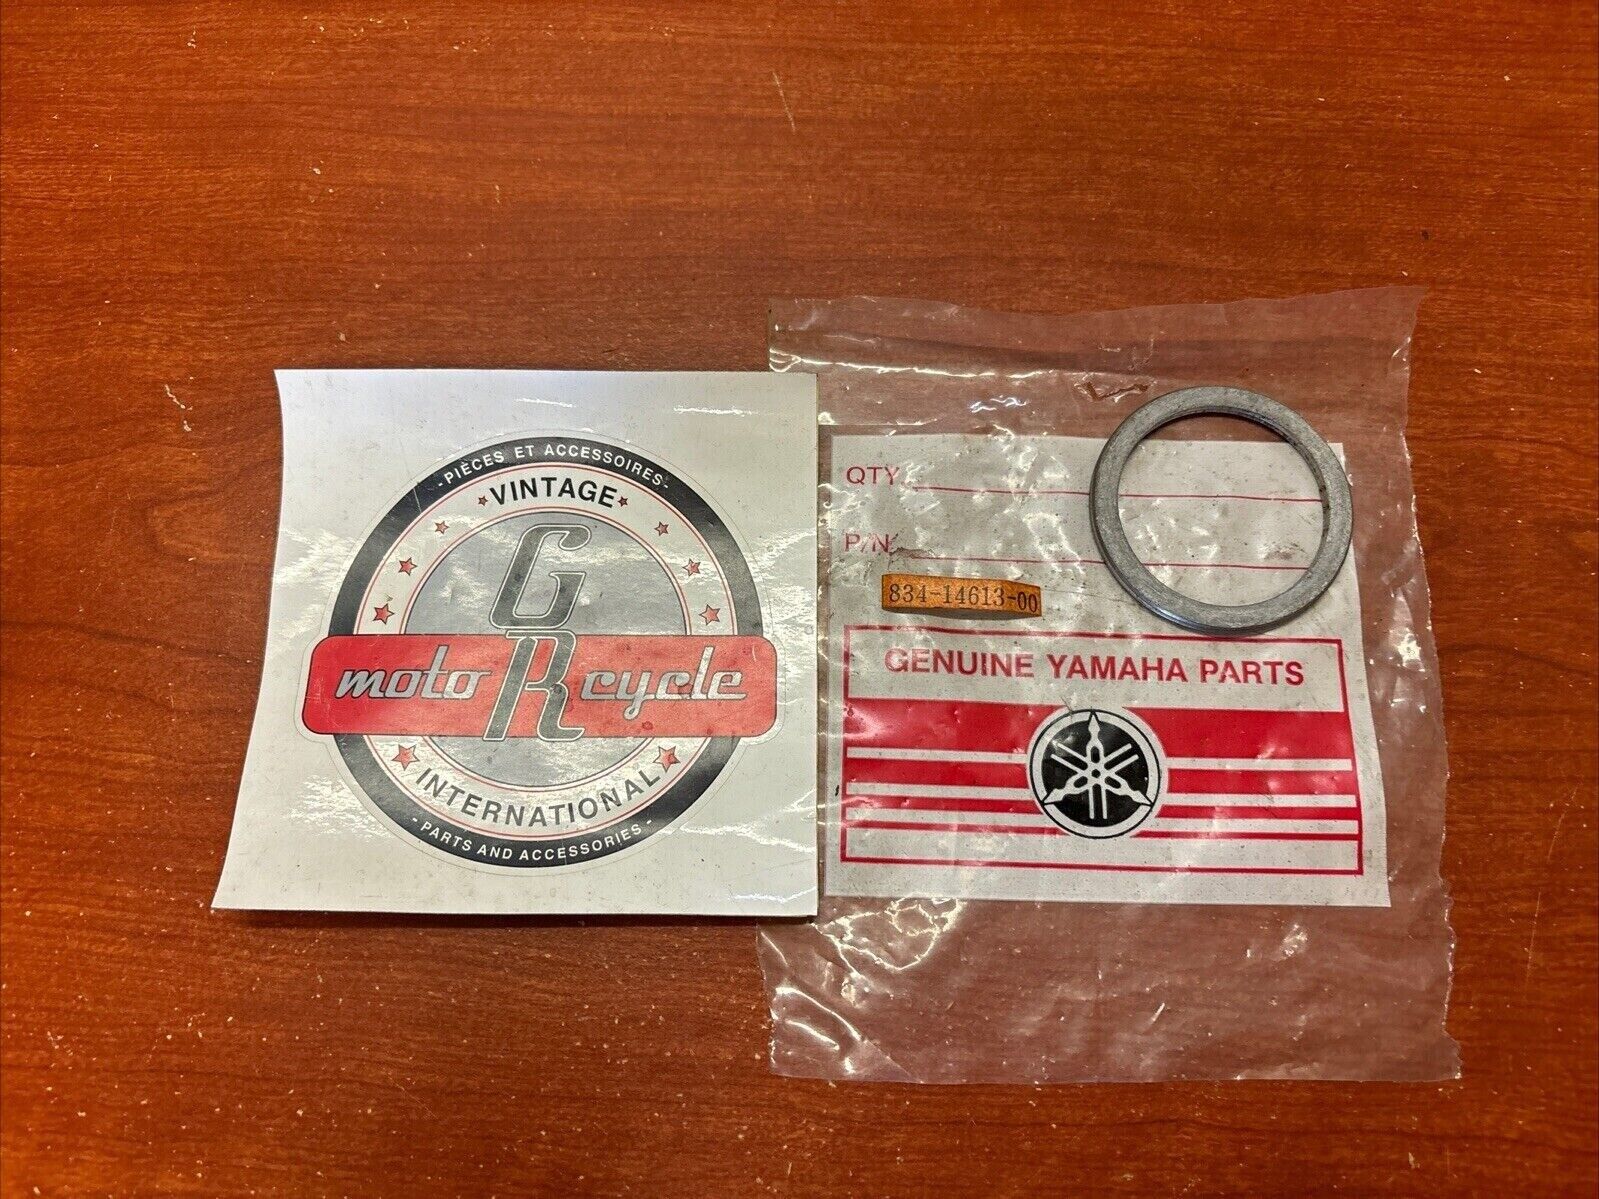 -PIÈCES ET ACCESSOIRES-
VINTAGE
G
moto R cycle
INTERNATIONAL
-PARTS AND ACCESSORIES-
QTY
P/N
834-14613-00
GENUINE YAMAHA PARTS